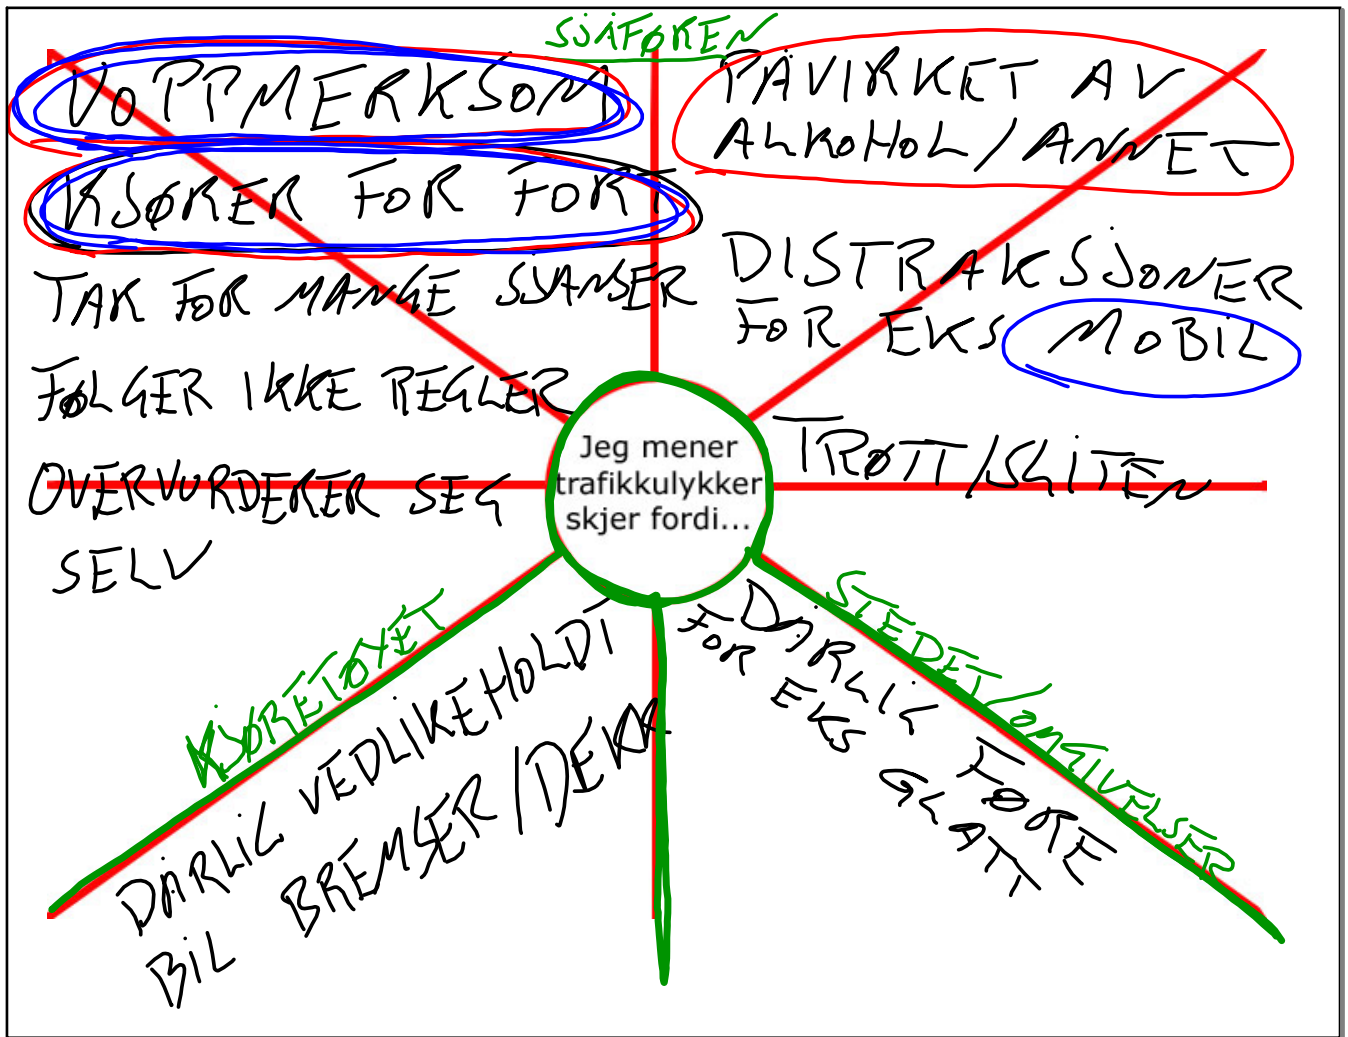 SJÅFØREN
UOPPMERKSOM
KJØRER FOR FORT
TAR FOR MANGE SJANSER
FØLGER IKKE REGLER
OVERVURDERER SEG
SELV
PÅVIRKET AV
ALKOHOL/ANNET
DISTRAKSJONER
FOR EKS MOBIL
TRØTT/SLITEN
Jeg mener
trafikkulykker
skjer fordi...
KJØRETØYET
DÅRLIG VEDLIKEHOLDT
BIL BREMSER/DEKK
STEDET/OMGIVELSER
DÅRLIG FØRE
FOR EKS GLATT